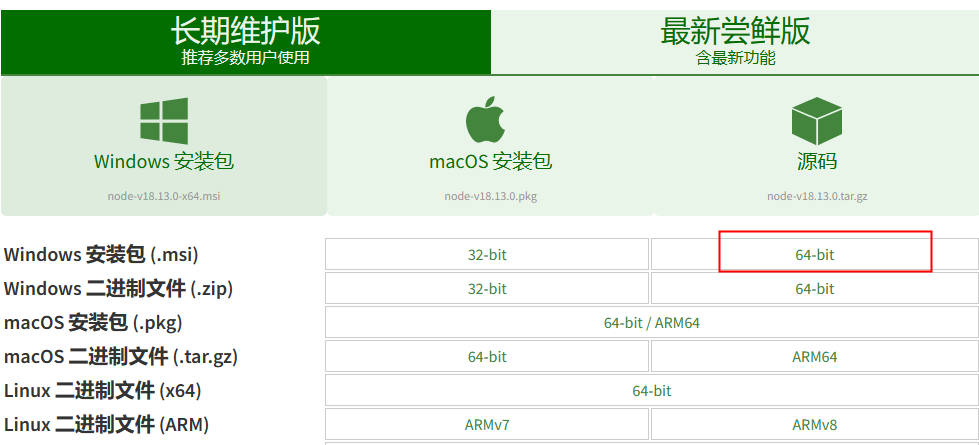 长期维护版
推荐多数用户使用
最新尝鲜版
含最新功能
Windows 安装包
node-v18.13.0-x64.msi
macOS 安装包
node-v18.13.0.pkg
源码
node-v18.13.0.tar.gz
Windows 安装包 (.msi) 32-bit 64-bit
Windows 二进制文件 (.zip) 32-bit 64-bit
macOS 安装包 (.pkg) 64-bit / ARM64
macOS 二进制文件 (.tar.gz) 64-bit ARM64
Linux 二进制文件 (x64) 64-bit
Linux 二进制文件 (ARM) ARMv7 ARMv8